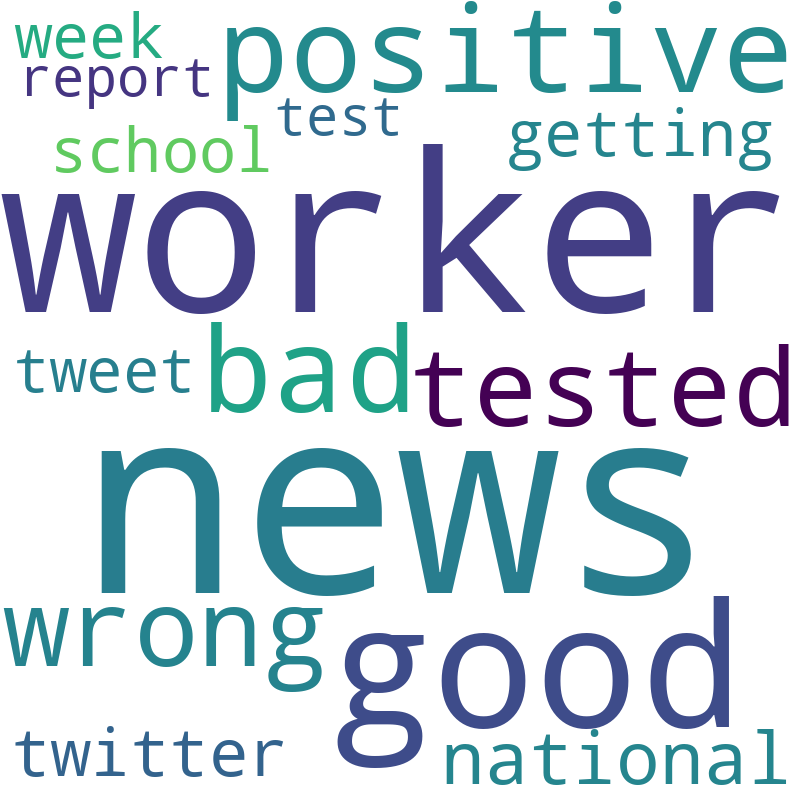 week
positive
report
test
getting
school
worker
tweet
bad
tested
news
wrong
good
twitter
national